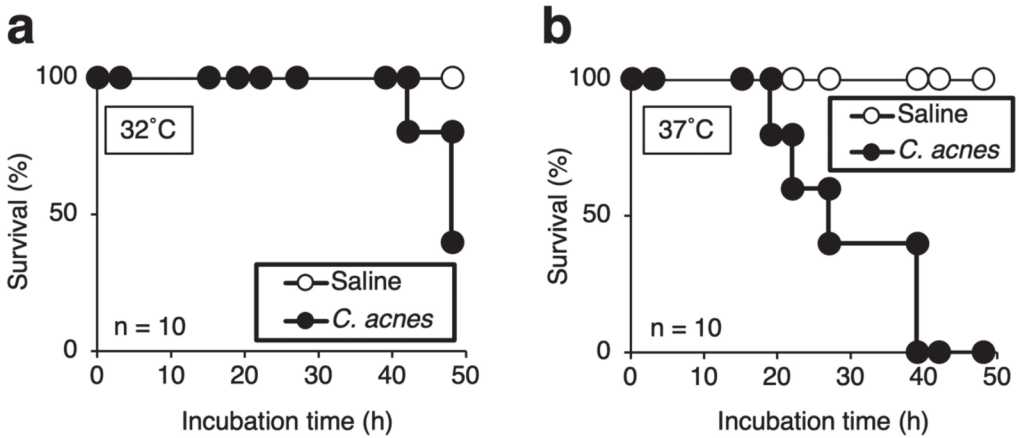 a
100
50
0
Survival (%)
32˚C
Saline
C. acnes
n = 10
0 10 20 30 40 50
Incubation time (h)
b
100
50
0
Survival (%)
37˚C
Saline
C. acnes
n = 10
0 10 20 30 40 50
Incubation time (h)